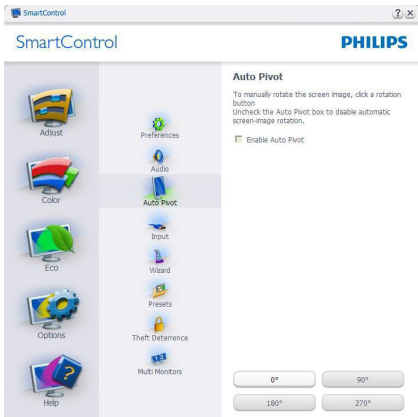 SmartControl
? X
SmartControl
PHILIPS
Adjust
Color
Eco
Options
Help
Preferences
Audio
Auto Pivot
Input
Wizard
Presets
Theft Deterrence
Multi Monitors
Auto Pivot
To manually rotate the screen image, click a rotation
button
Uncheck the Auto Pivot box to disable automatic
screen-image rotation.
Enable Auto Pivot
0°
90°
180°
270°